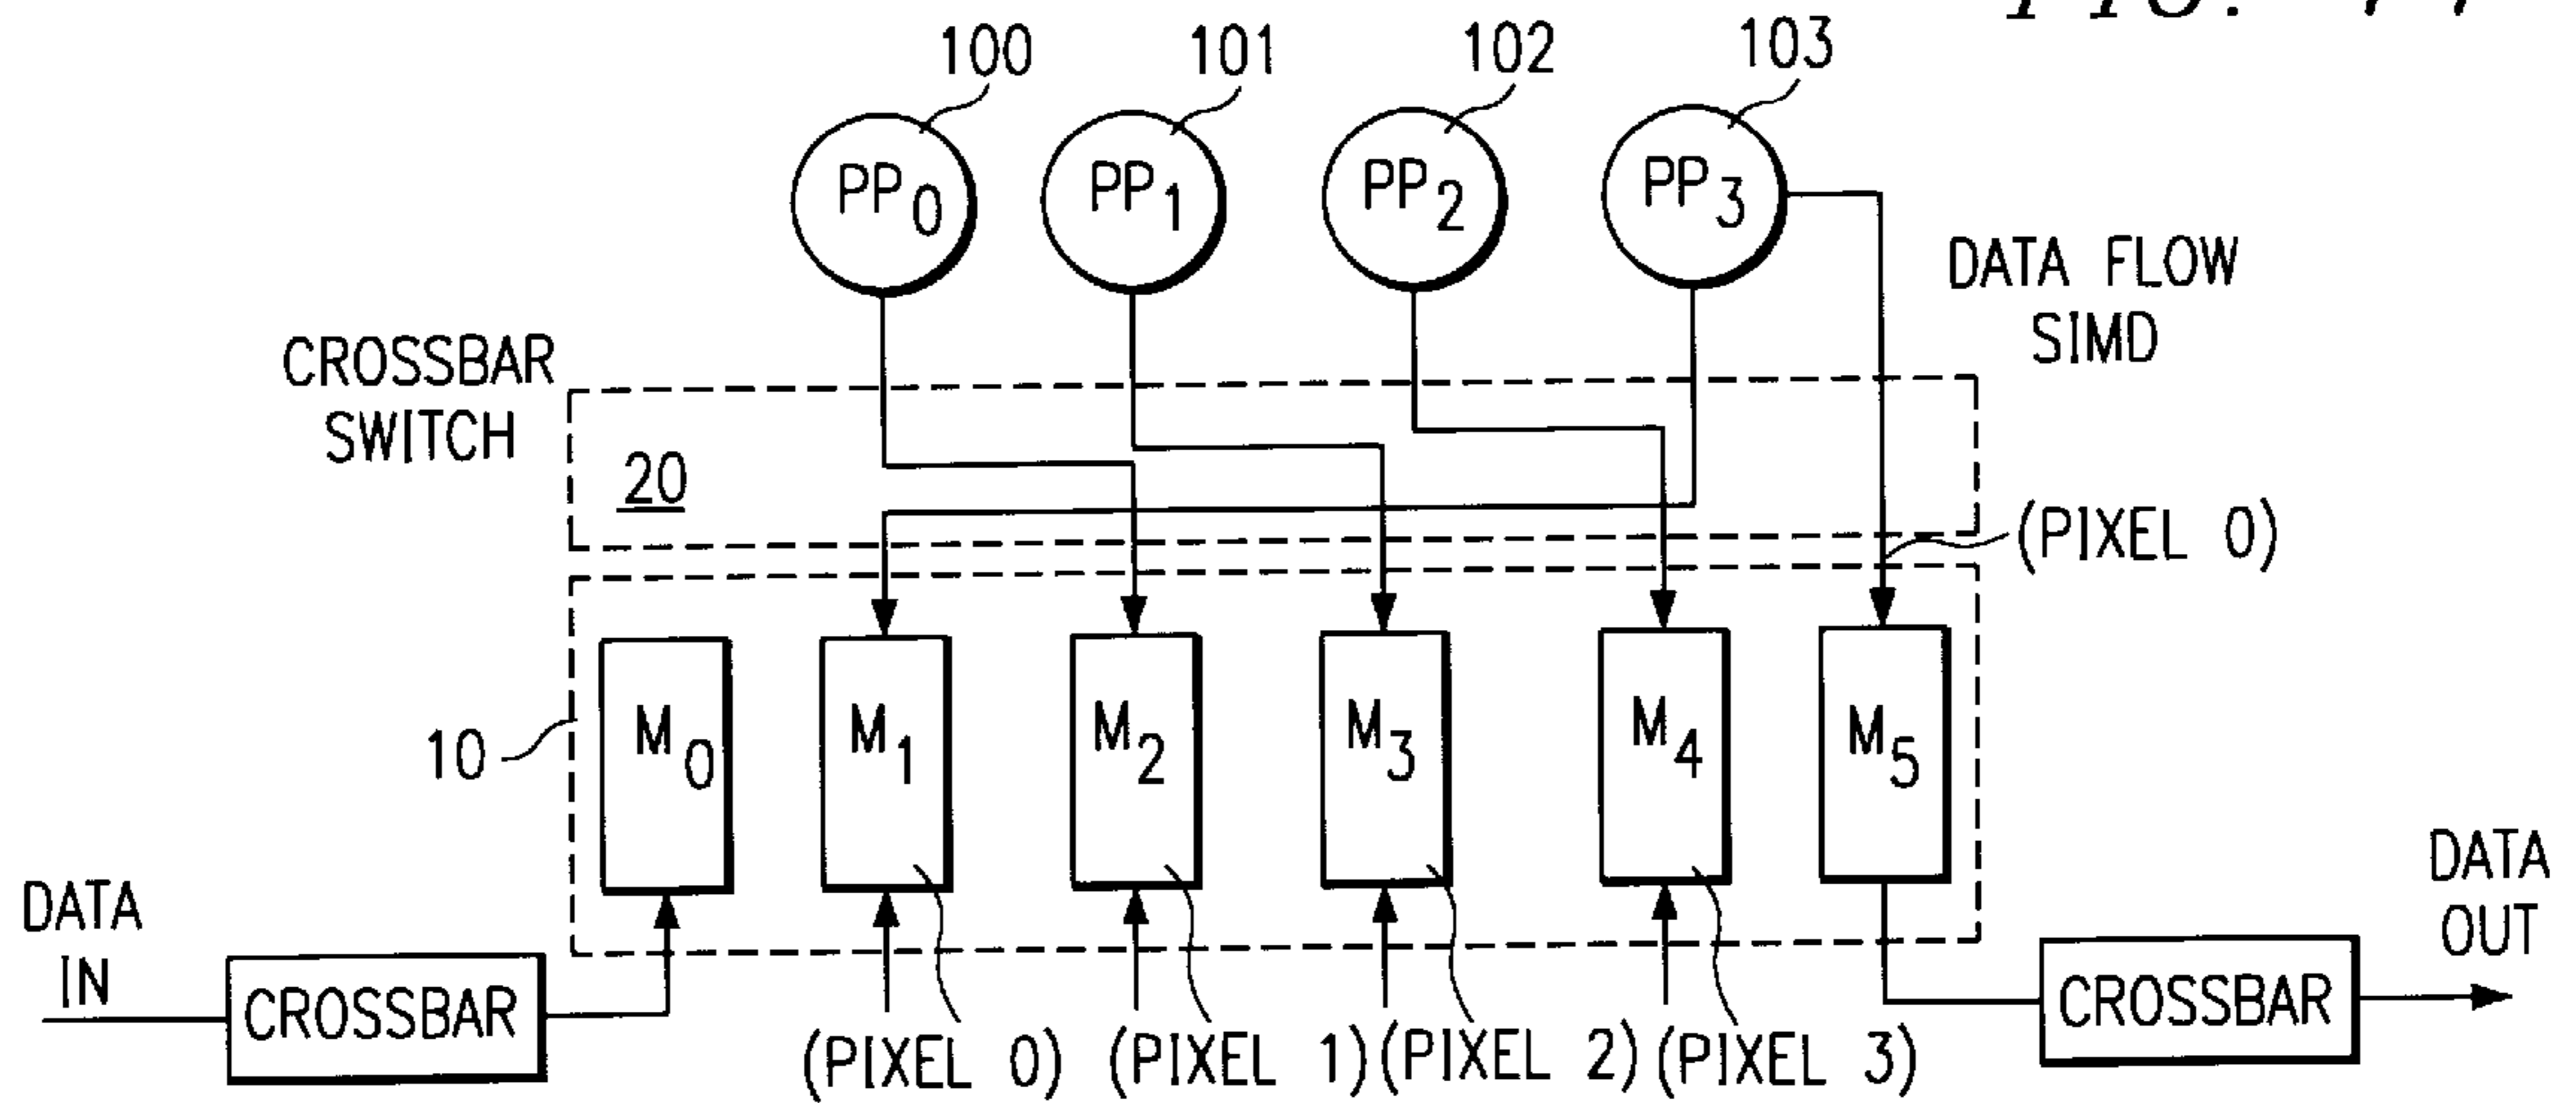 FIG.
100
101
102
103
PP0
PP1
PP2
PP3
DATA FLOW
SIMD
CROSSBAR
SWITCH
20
(PIXEL 0)
10
M0
M1
M2
M3
M4
M5
DATA
IN
CROSSBAR
(PIXEL 0)
(PIXEL 1)
(PIXEL 2)
(PIXEL 3)
CROSSBAR
DATA
OUT